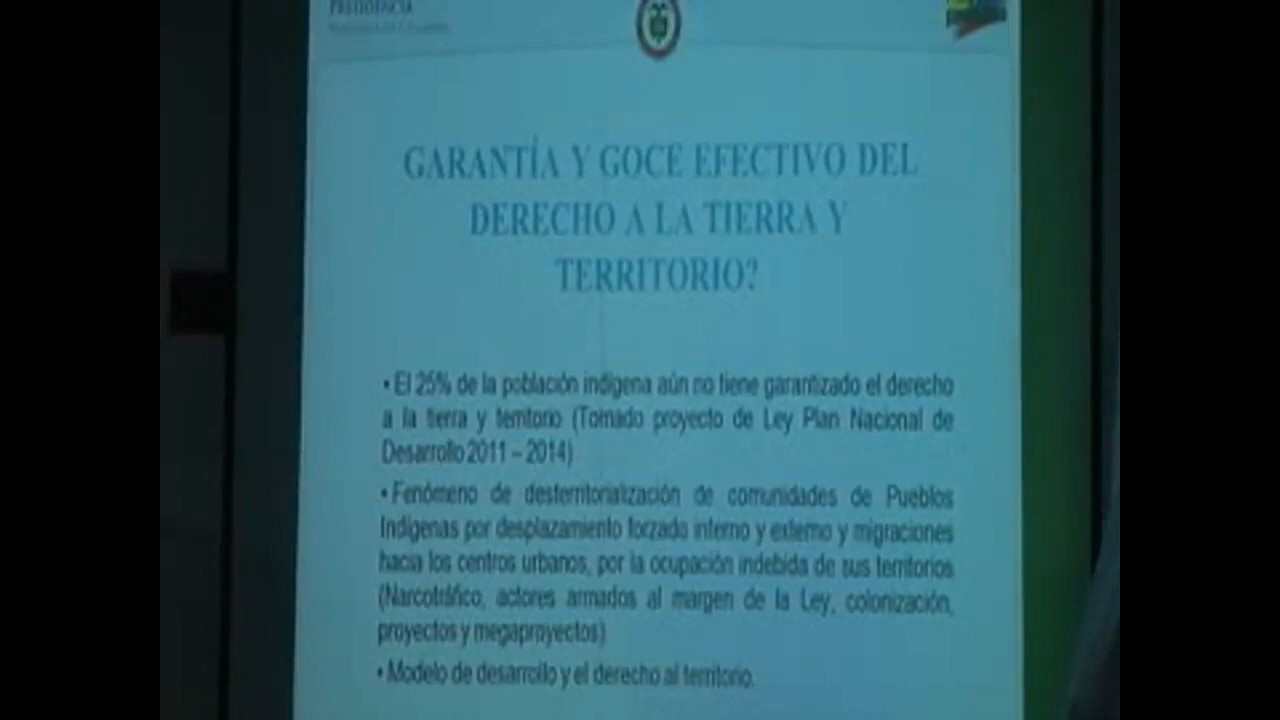 PRESIDENCIA
GARANTÍA Y GOCE EFECTIVO DEL
DERECHO A LA TIERRA Y
TERRITORIO?
• El 25% de la población indígena aún no tiene garantizado el derecho
a la tierra y territorio (Tomado proyecto de Ley Plan Nacional de
Desarrollo 2011 – 2014)
• Fenómeno de desterritorialización de comunidades de Pueblos
Indígenas por desplazamiento forzado interno y externo y migraciones
hacia los centros urbanos, por la ocupación indebida de sus territorios
(Narcotráfico, actores armados al margen de la Ley, colonización,
proyectos y megaproyectos)
• Modelo de desarrollo y el derecho al territorio.